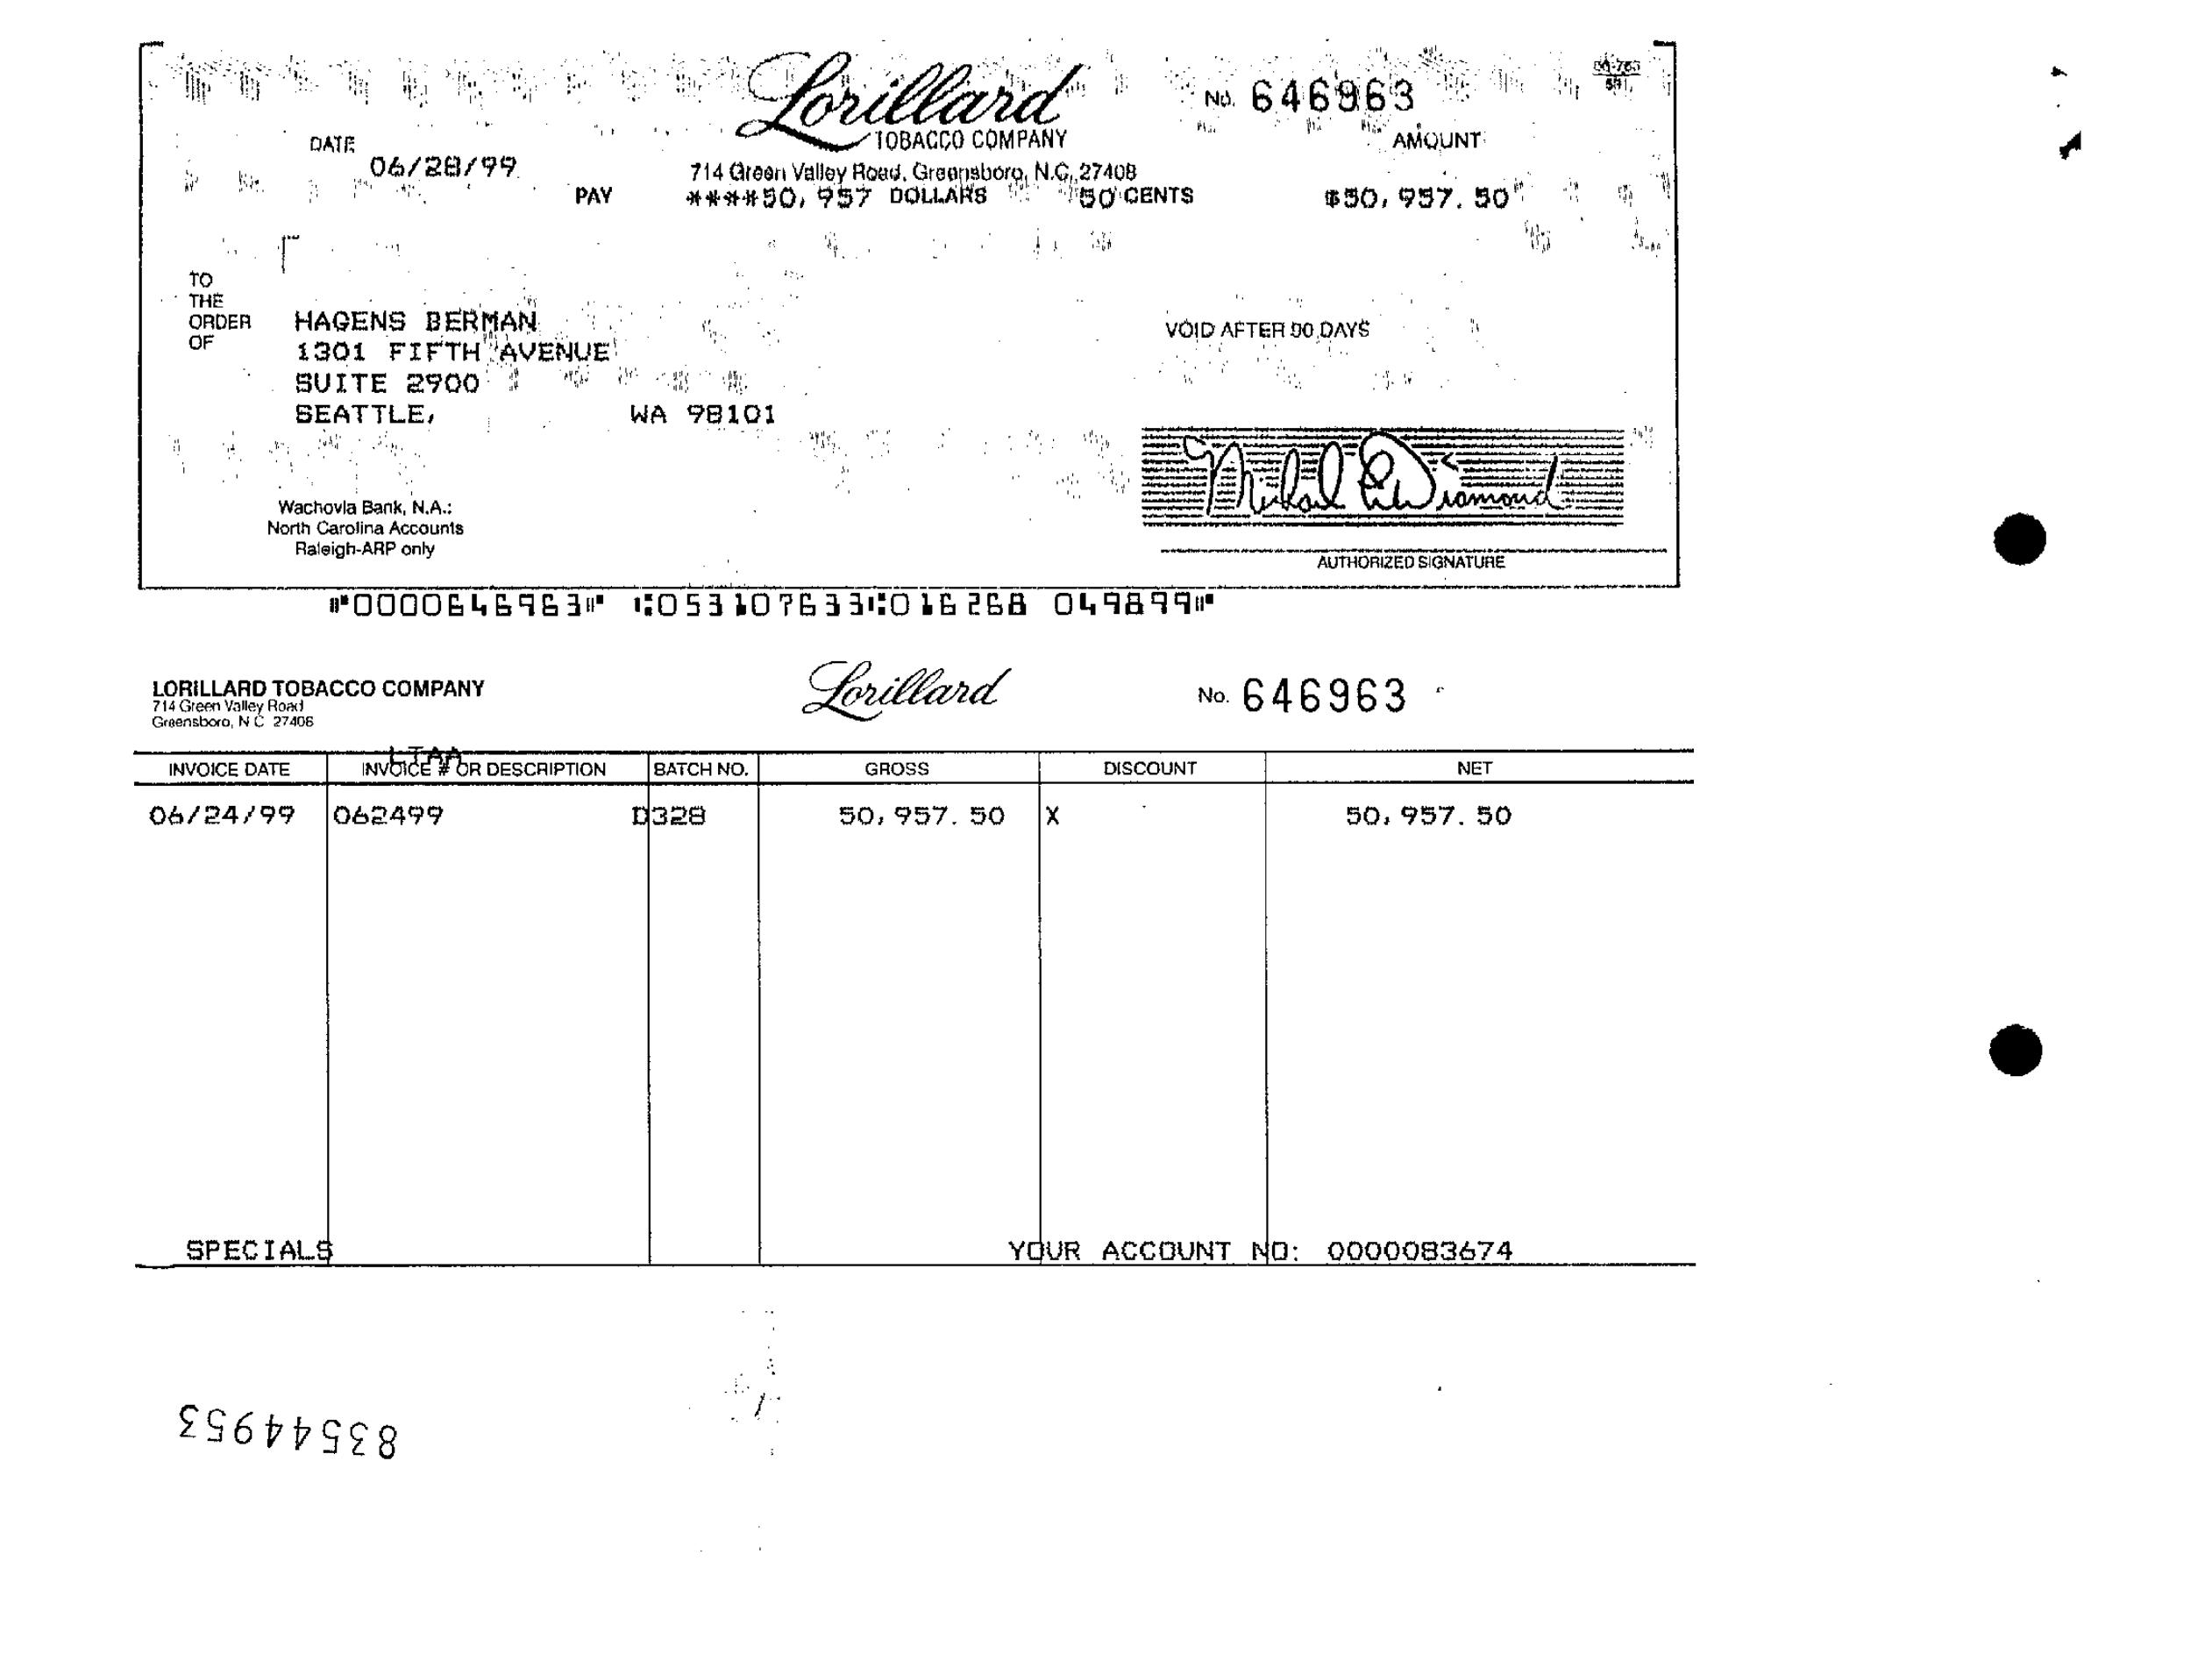 Lorillard
TOBACCO COMPANY
No. 646963
DATE
06/28/99
AMOUNT
714 Green Valley Road, Greensboro, N.C. 27408
PAY ****50,957 DOLLARS 50 CENTS $50,957.50
TO
THE
ORDER
OF
HAGENS BERMAN
1301 FIFTH AVENUE
SUITE 2900
SEATTLE, WA 98101
VOID AFTER 90 DAYS
Wachovia Bank, N.A.:
North Carolina Accounts
Raleigh-ARP only
Michael Diamond
AUTHORIZED SIGNATURE
⑈0000646963⑈ ⑆053107633⑆016268 049899⑈
LORILLARD TOBACCO COMPANY
714 Green Valley Road
Greensboro, N C 27408
Lorillard
No. 646963
LTAA
INVOICE DATE INVOICE # OR DESCRIPTION BATCH NO. GROSS DISCOUNT NET
06/24/99 062499 D328 50,957.50 X 50,957.50
SPECIALS YOUR ACCOUNT NO: 0000083674
83544953